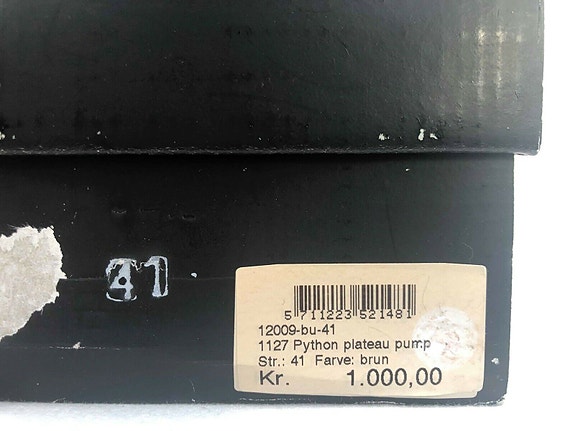 41
5 711223 521481
12009-bu-41
1127 Python plateau pump
Str.: 41 Farve: brun
Kr. 1.000,00